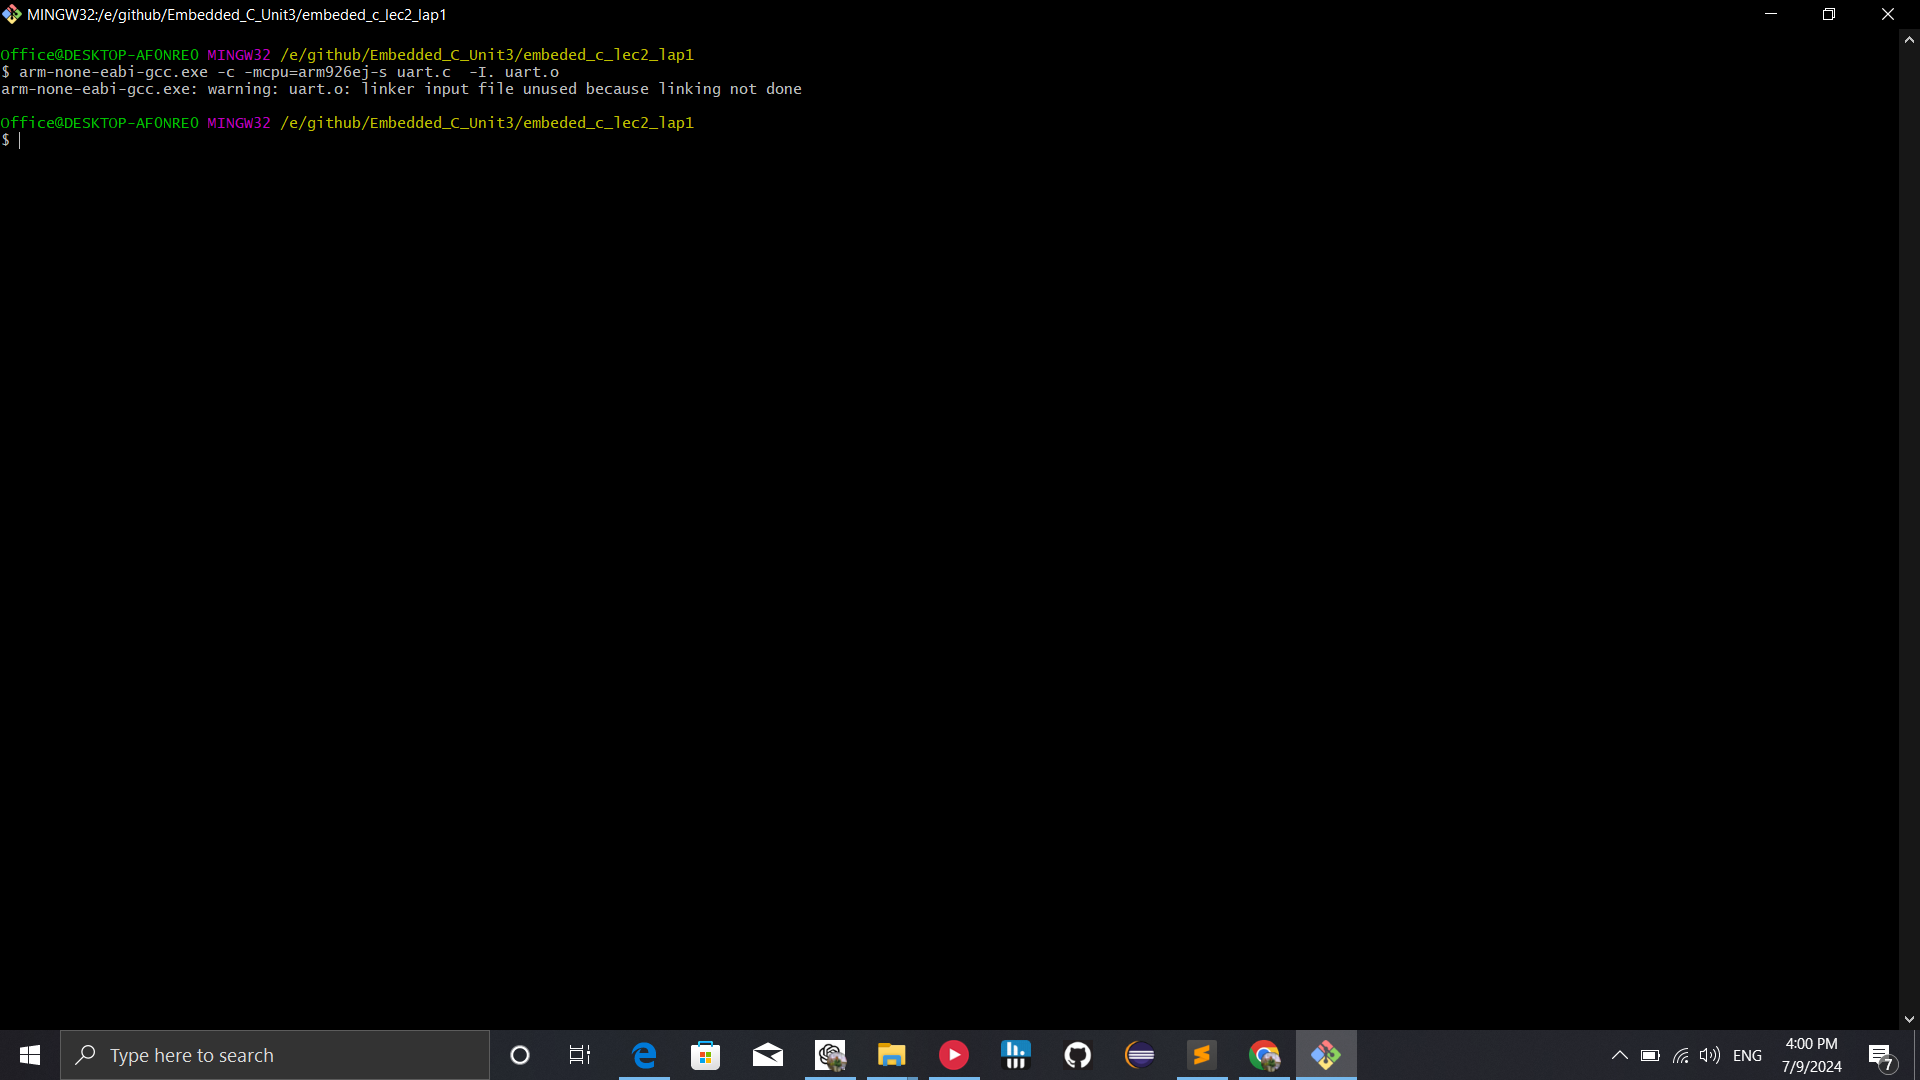 MINGW32:/e/github/Embedded_C_Unit3/embeded_c_lec2_lap1
Office@DESKTOP-AFONREO MINGW32 /e/github/Embedded_C_Unit3/embeded_c_lec2_lap1
$ arm-none-eabi-gcc.exe -c -mcpu=arm926ej-s uart.c  -I. uart.o
arm-none-eabi-gcc.exe: warning: uart.o: linker input file unused because linking not done
Office@DESKTOP-AFONREO MINGW32 /e/github/Embedded_C_Unit3/embeded_c_lec2_lap1
$
Type here to search
ENG
4:00 PM
7/9/2024
7